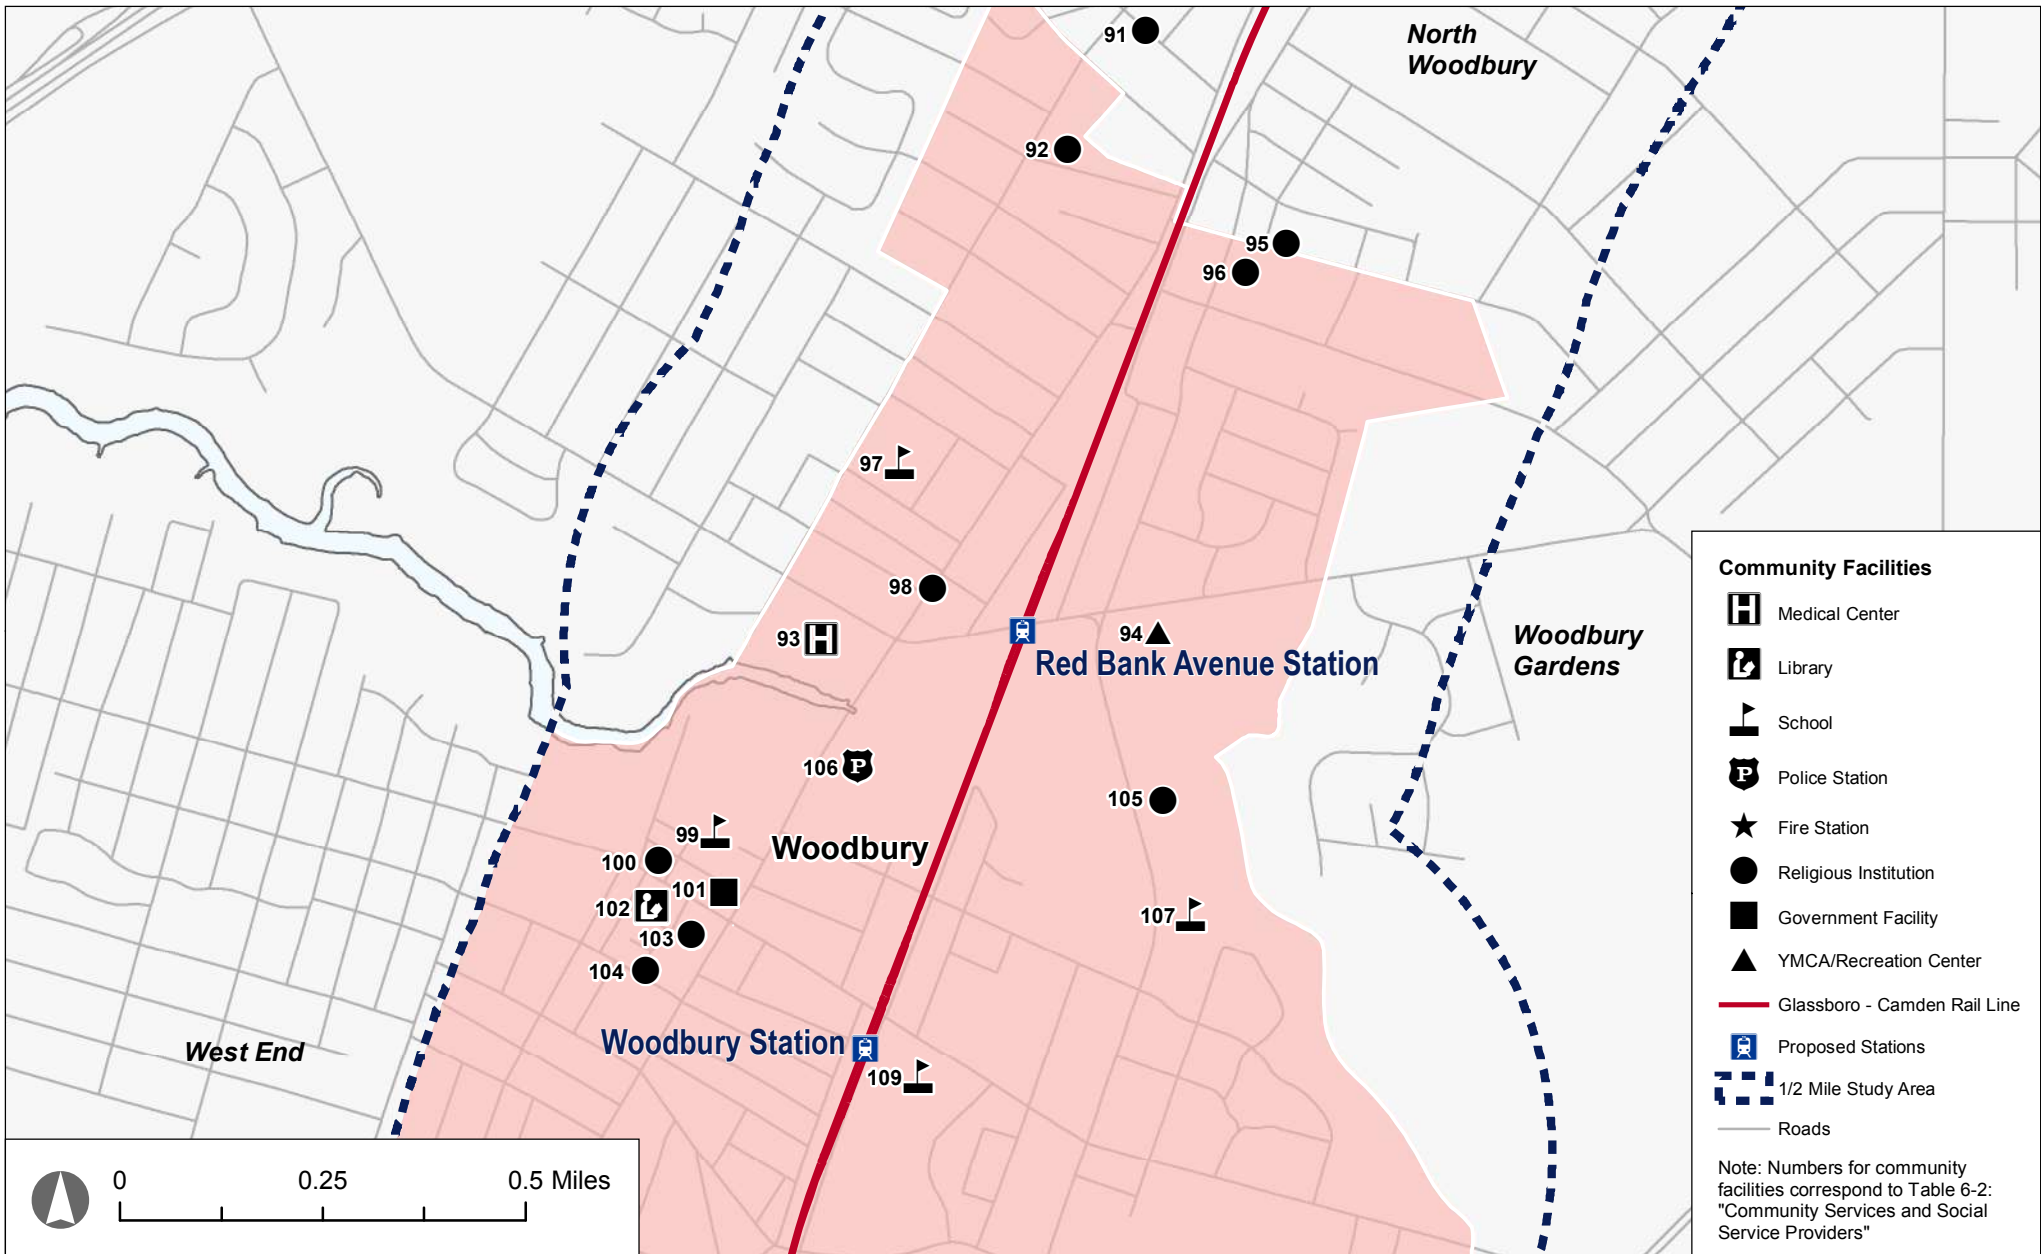 91
North
Woodbury
92
95
96
97
98
93
94
Red Bank Avenue Station
Woodbury
Gardens
106
105
99
Woodbury
100
101
102
103
107
104
Woodbury Station
109
West End
0
0.25
0.5 Miles
Community Facilities
H Medical Center
Library
School
P Police Station
Fire Station
Religious Institution
Government Facility
YMCA/Recreation Center
Glassboro - Camden Rail Line
Proposed Stations
1/2 Mile Study Area
Roads
Note: Numbers for community
facilities correspond to Table 6-2:
"Community Services and Social
Service Providers"
H
P